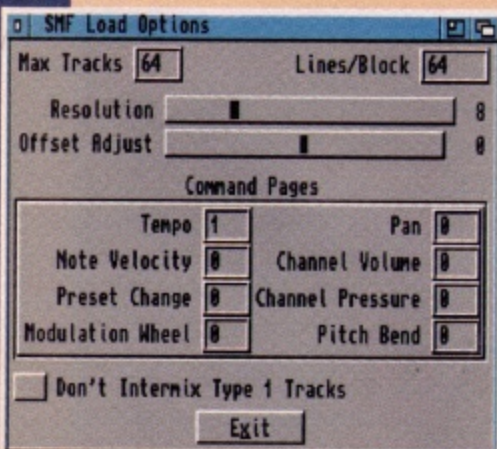 SMF Load Options
Max Tracks 64 Lines/Block 64
Resolution 8
Offset Adjust 0
Command Pages
Tempo 1 Pan 0
Note Velocity 0 Channel Volume 0
Preset Change 0 Channel Pressure 0
Modulation Wheel 0 Pitch Bend 0
Don't Intermix Type 1 Tracks
Exit